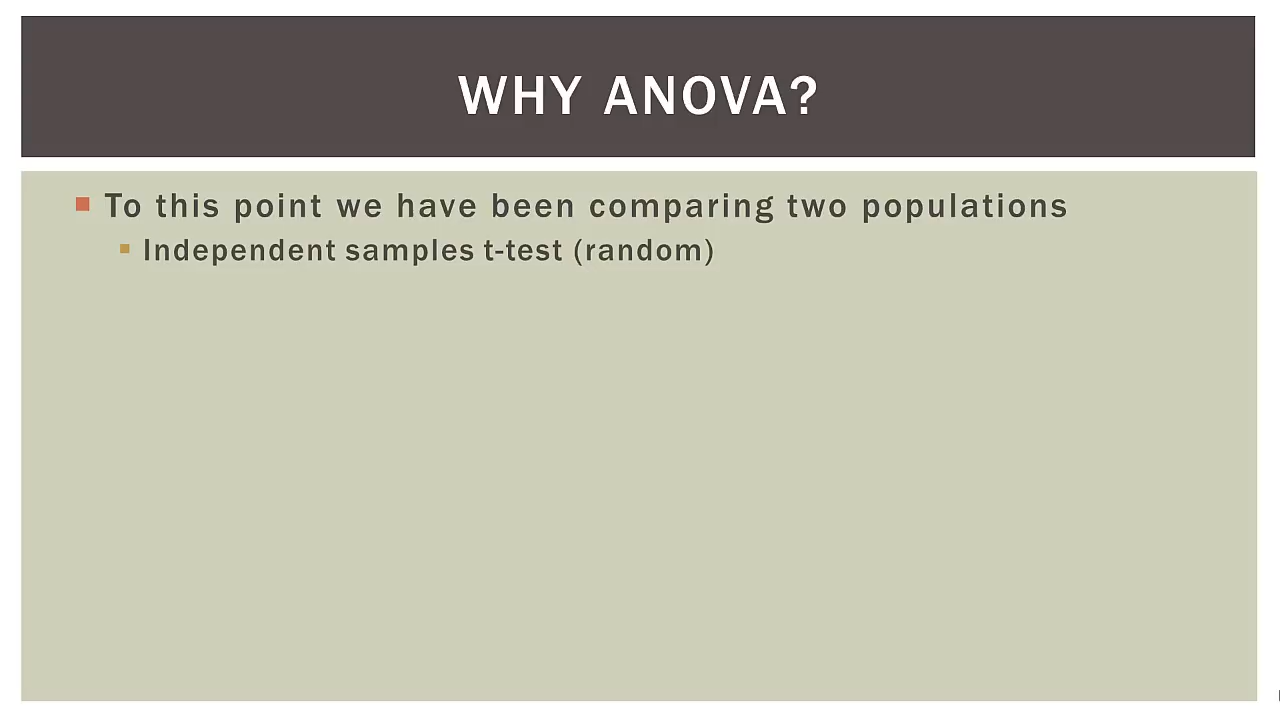 WHY ANOVA?
To this point we have been comparing two populations
Independent samples t-test (random)